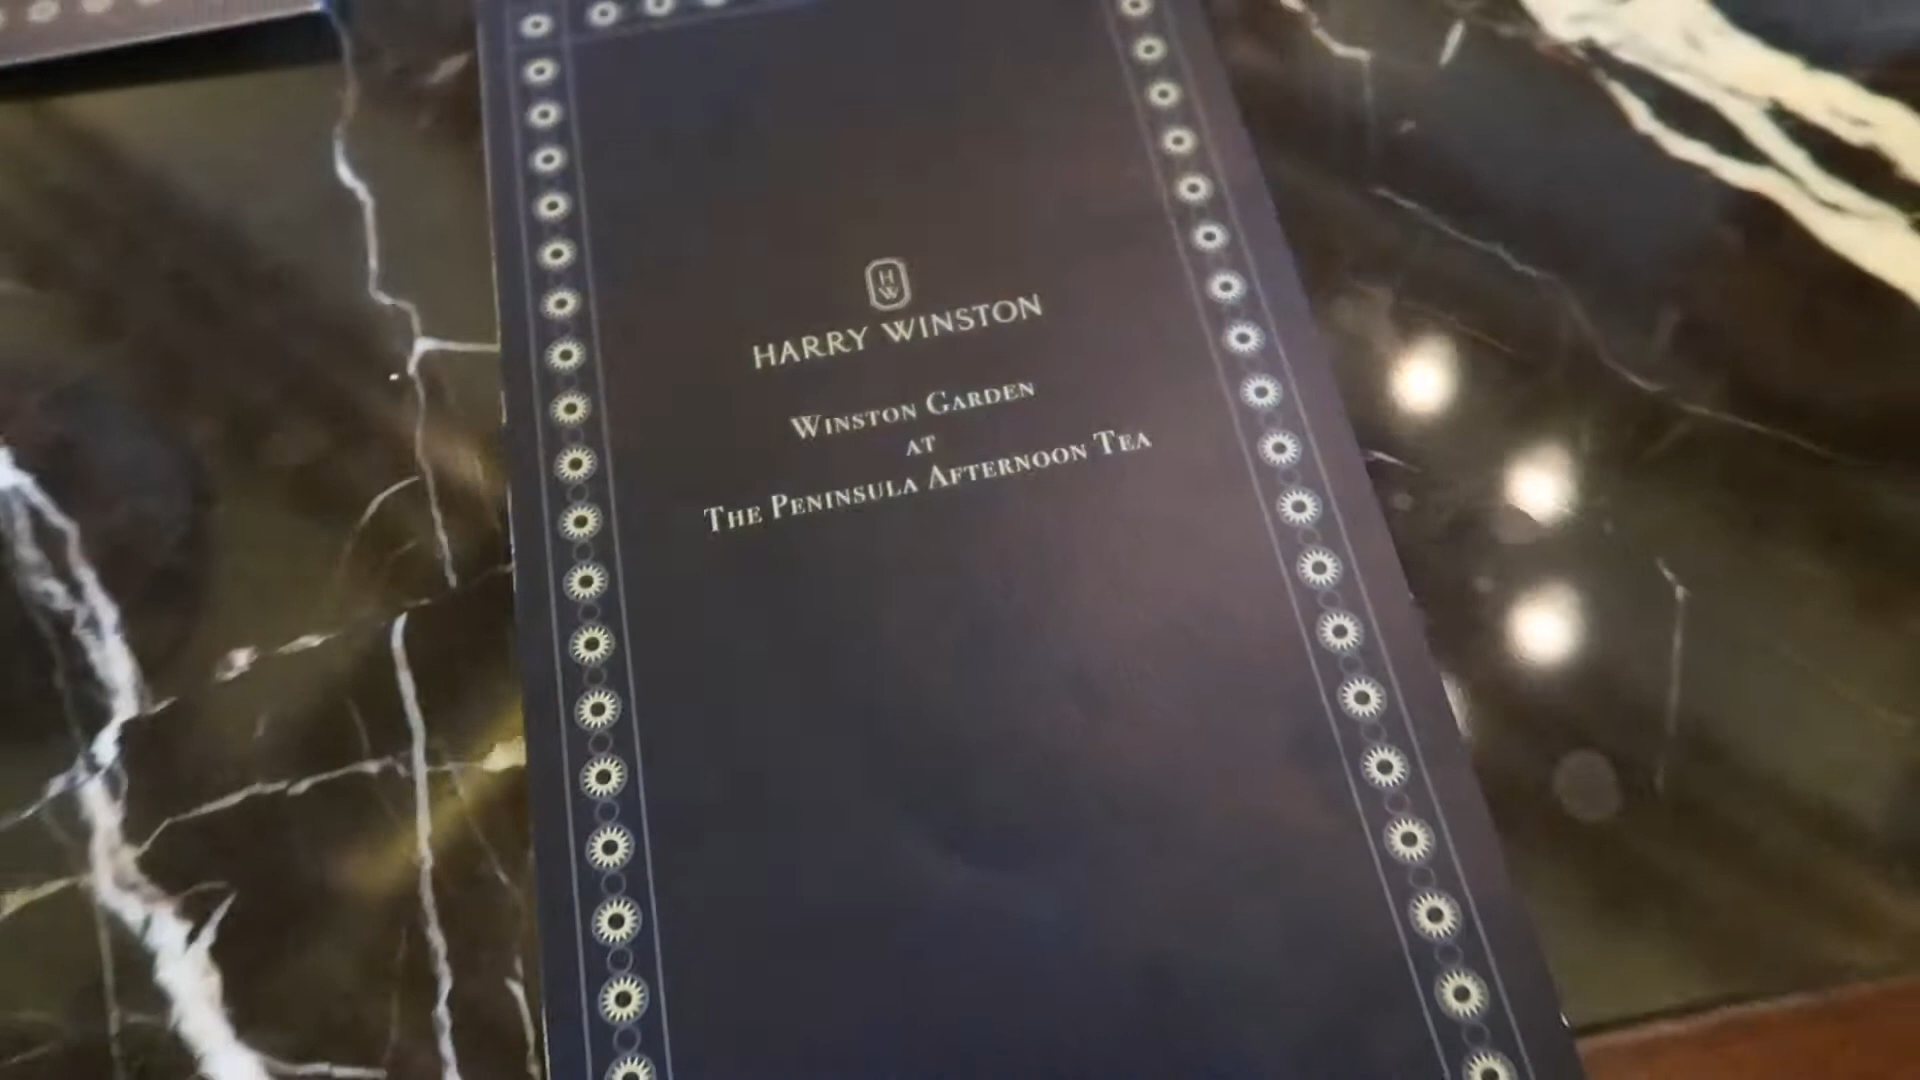 HW
HARRY WINSTON
WINSTON GARDEN
AT
THE PENINSULA AFTERNOON TEA